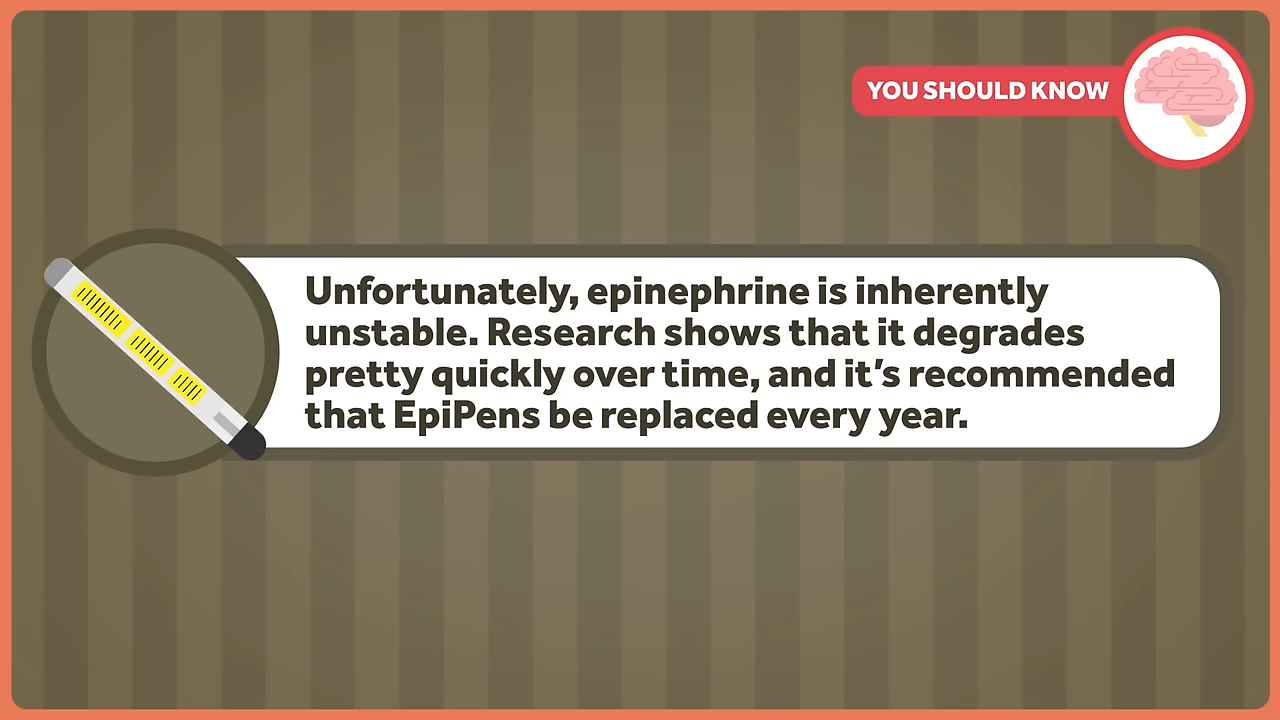 YOU SHOULD KNOW
Unfortunately, epinephrine is inherently
unstable. Research shows that it degrades
pretty quickly over time, and it’s recommended
that EpiPens be replaced every year.